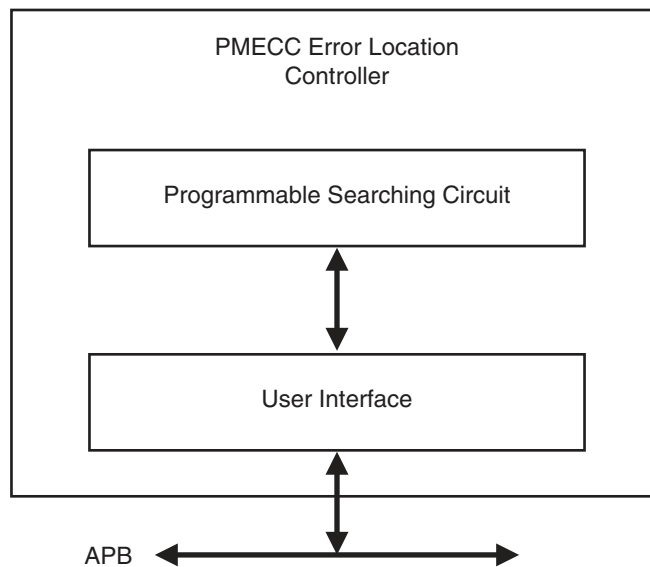 PMECC Error Location
Controller
Programmable Searching Circuit
User Interface
APB